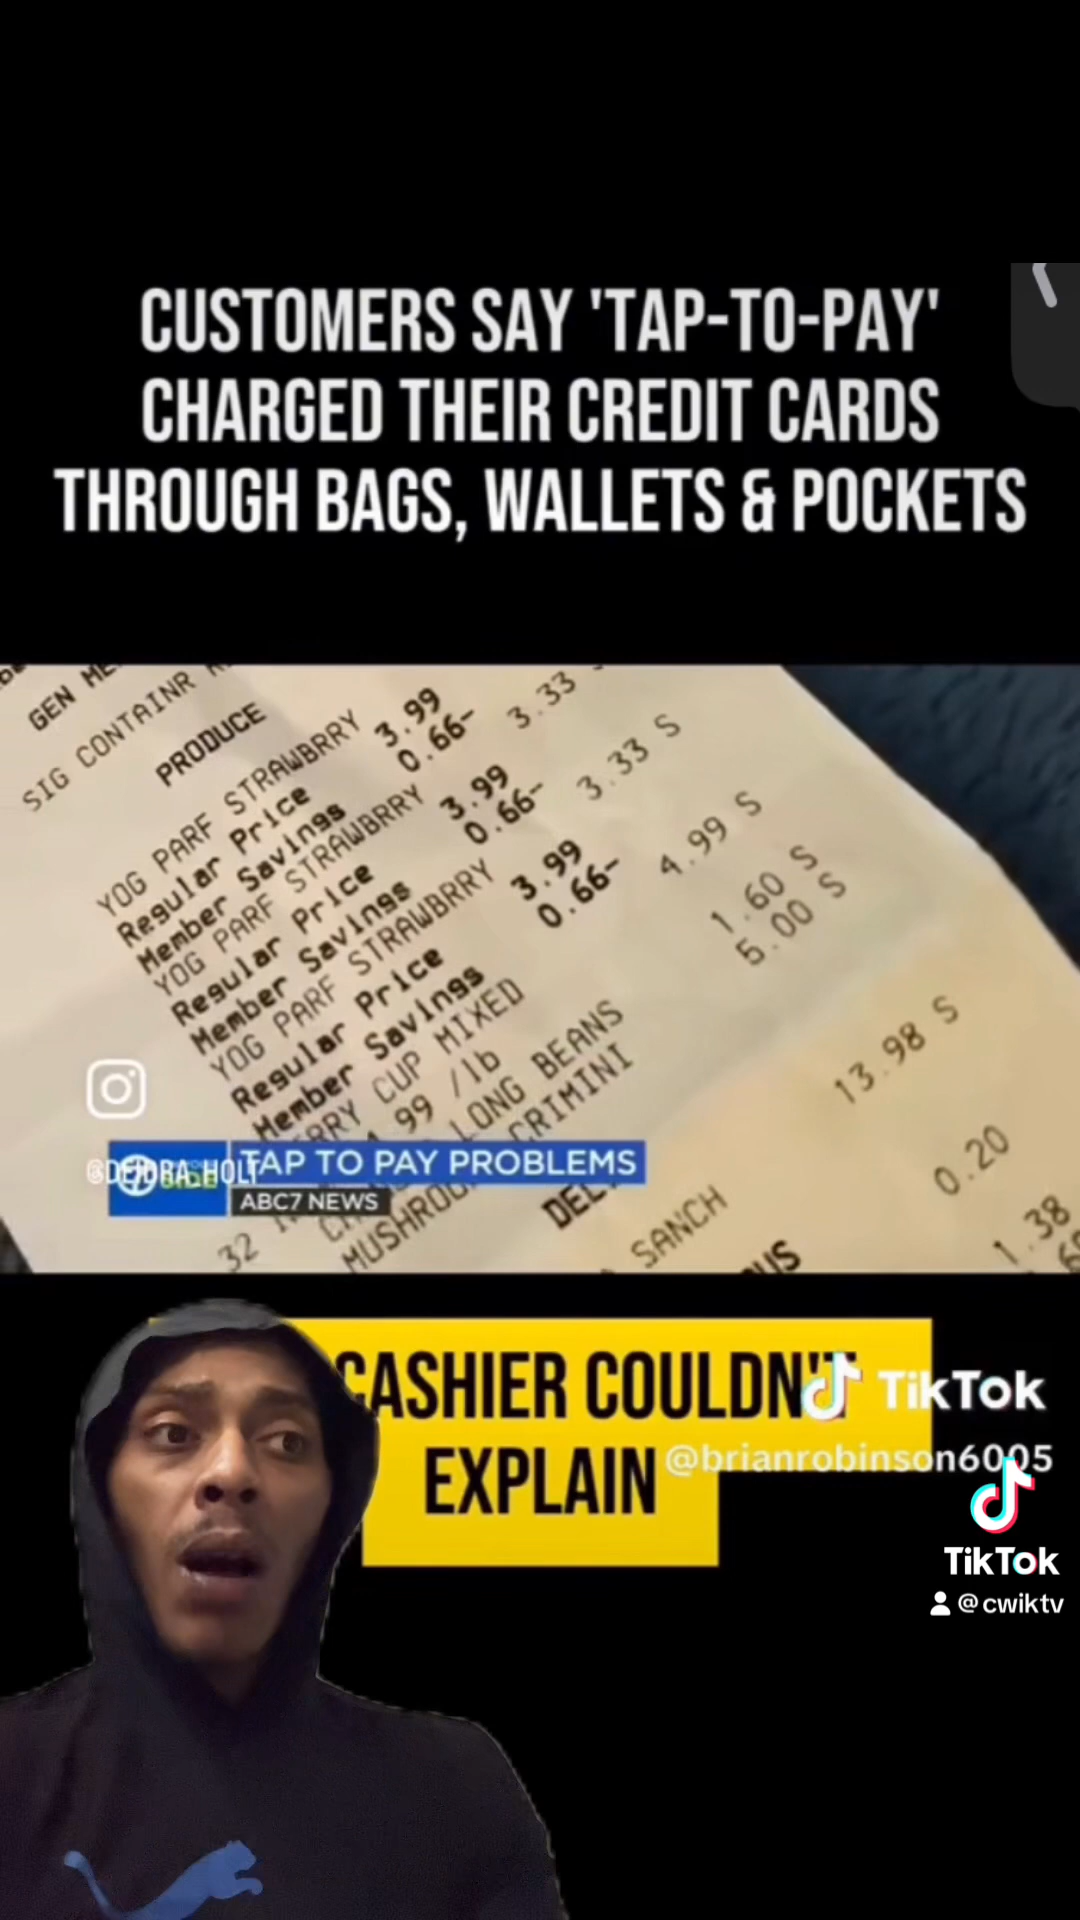 CUSTOMERS SAY 'TAP-TO-PAY'
CHARGED THEIR CREDIT CARDS
THROUGH BAGS, WALLETS & POCKETS
SIG CONTAINR
PRODUCE
YOG PARF STRAWBRRY 3.33
Regular Price 3.99
Member Savings 0.66-
YOG PARF STRAWBRRY 3.33 S
Regular Price 3.99
Member Savings 0.66-
YOG PARF STRAWBRRY
Regular Price 3.99
Member Savings 0.66-
CUP MIXED 4.99 S
99 /lb
LONG BEANS 1.60 S
CRIMINI 5.00 S
SANCH 13.98 S
0.20
1.38
32
@DEIDRA_HOLT
TAP TO PAY PROBLEMS
ABC7 NEWS
CASHIER COULDN'T
EXPLAIN
TikTok
@brianrobinson6005
TikTok
@cwiktv